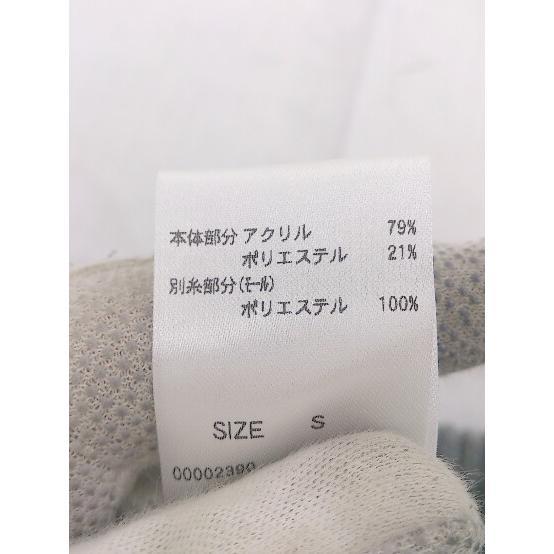 本体部分 アクリル 79%
ポリエステル 21%
別糸部分(ﾓｰﾙ)
ポリエステル 100%
SIZE S
00002390